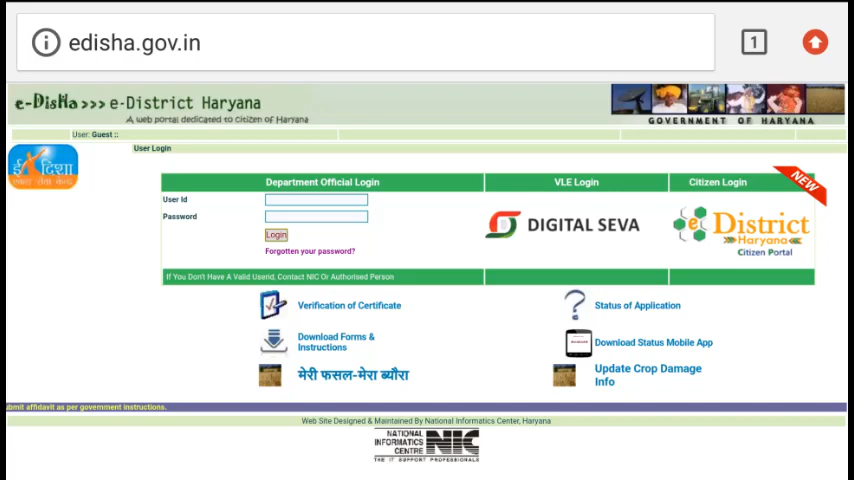 edisha.gov.in
1
e-Disha >>> e-District Haryana
A web portal dedicated to Citizen of Haryana
GOVERNMENT OF HARYANA
User: Guest ::
User Login
ई दिशा
Department Official Login
VLE Login
Citizen Login
NEW
User Id
Password
Login
Forgotten your password?
DIGITAL SEVA
e District
Haryana
Citizen Portal
If You Don't Have A Valid Userid, Contact NIC Or Authorised Person
Verification of Certificate
Status of Application
Download Forms &
Instructions
Download Status Mobile App
मेरी फसल-मेरा ब्यौरा
Update Crop Damage
Info
ubmit affidavit as per government instructions.
Web Site Designed & Maintained By National Informatics Center, Haryana
NATIONAL
INFORMATICS
CENTRE
NIC
THE IT SUPPORT PROFESSIONALS